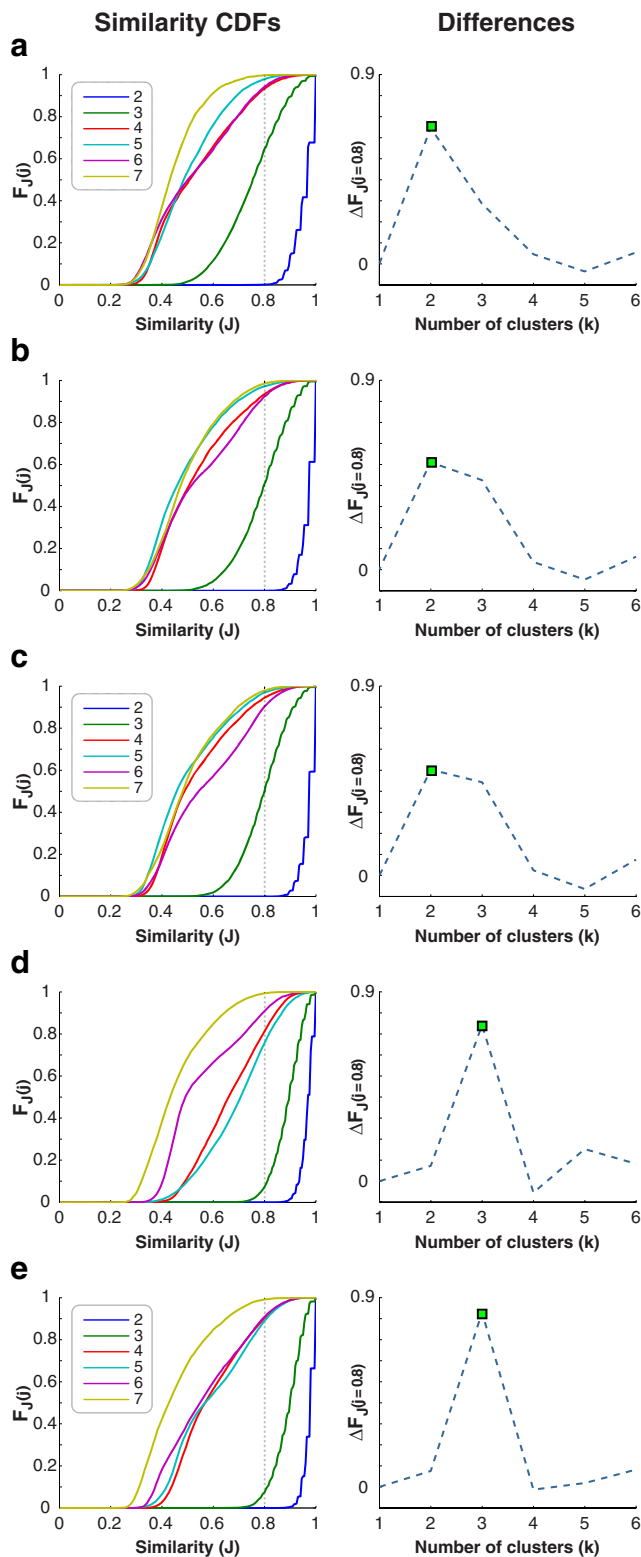 Similarity CDFs Differences
a
1 0.8 0.6 0.4 0.2 0
F_J(j)
2
3
4
5
6
7
0 0.2 0.4 0.6 0.8 1
Similarity (J)
0.9 0
ΔF_J(j=0.8)
1 2 3 4 5 6
Number of clusters (k)
b
1 0.8 0.6 0.4 0.2 0
F_J(j)
0 0.2 0.4 0.6 0.8 1
Similarity (J)
0.9 0
ΔF_J(j=0.8)
1 2 3 4 5 6
Number of clusters (k)
c
1 0.8 0.6 0.4 0.2 0
F_J(j)
2
3
4
5
6
7
0 0.2 0.4 0.6 0.8 1
Similarity (J)
0.9 0
ΔF_J(j=0.8)
1 2 3 4 5 6
Number of clusters (k)
d
1 0.8 0.6 0.4 0.2 0
F_J(j)
0 0.2 0.4 0.6 0.8 1
Similarity (J)
0.9 0
ΔF_J(j=0.8)
1 2 3 4 5 6
Number of clusters (k)
e
1 0.8 0.6 0.4 0.2 0
F_J(j)
2
3
4
5
6
7
0 0.2 0.4 0.6 0.8 1
Similarity (J)
0.9 0
ΔF_J(j=0.8)
1 2 3 4 5 6
Number of clusters (k)